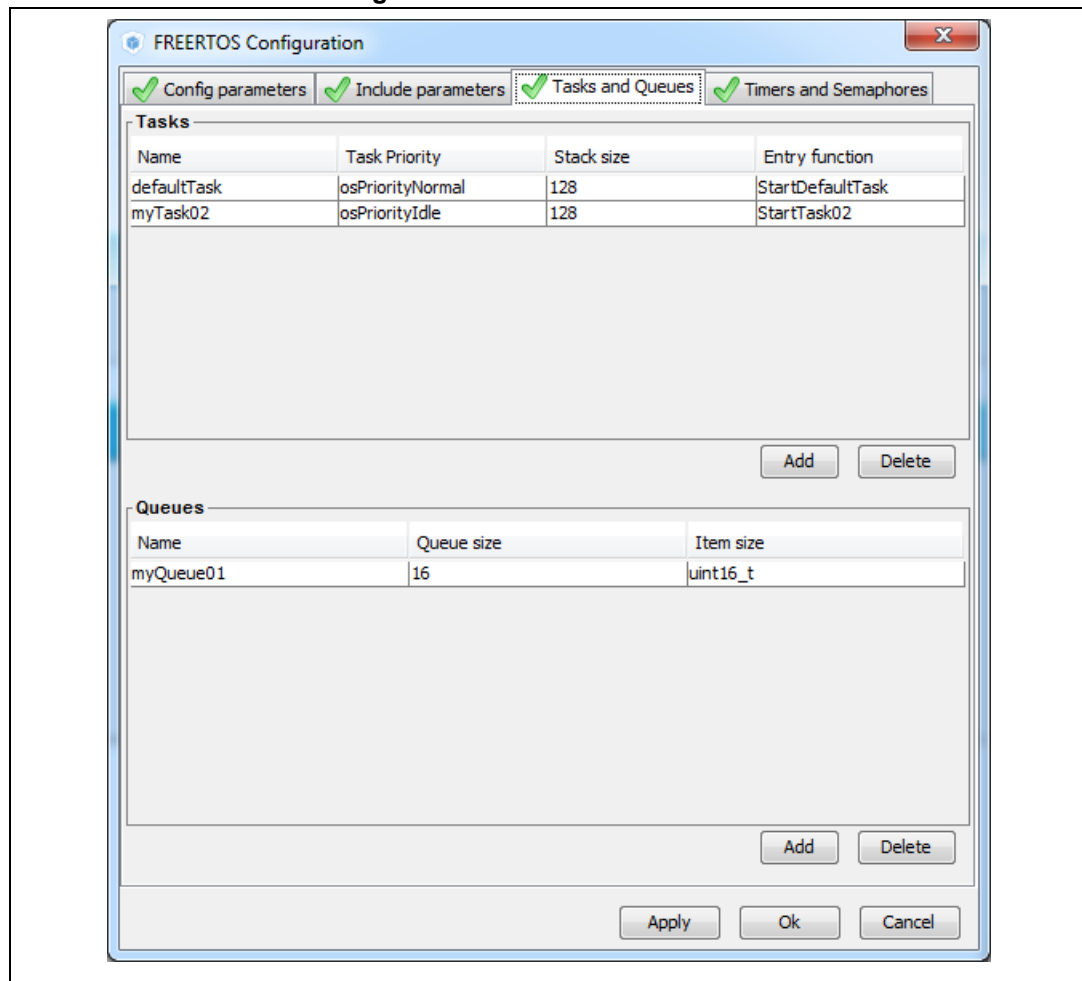 FREERTOS Configuration
Config parameters Include parameters Tasks and Queues Timers and Semaphores
Tasks
Name Task Priority Stack size Entry function
defaultTask osPriorityNormal 128 StartDefaultTask
myTask02 osPriorityIdle 128 StartTask02
Add Delete
Queues
Name Queue size Item size
myQueue01 16 uint16_t
Add Delete
Apply Ok Cancel